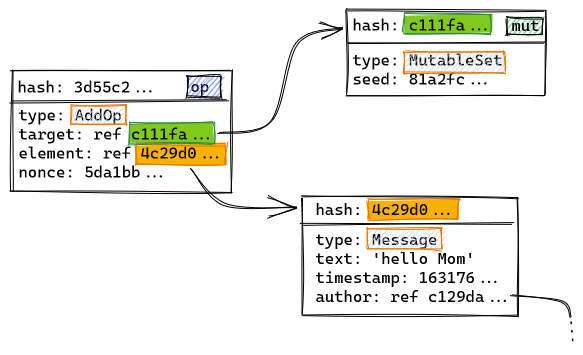 hash: c111fa ... mut
type: MutableSet
seed: 81a2fc ...
hash: 3d55c2 ... op
type: AddOp
target: ref c111fa ...
element: ref 4c29d0 ...
nonce: 5da1bb ...
hash: 4c29d0 ...
type: Message
text: 'hello Mom'
timestamp: 163176 ...
author: ref c129da ...